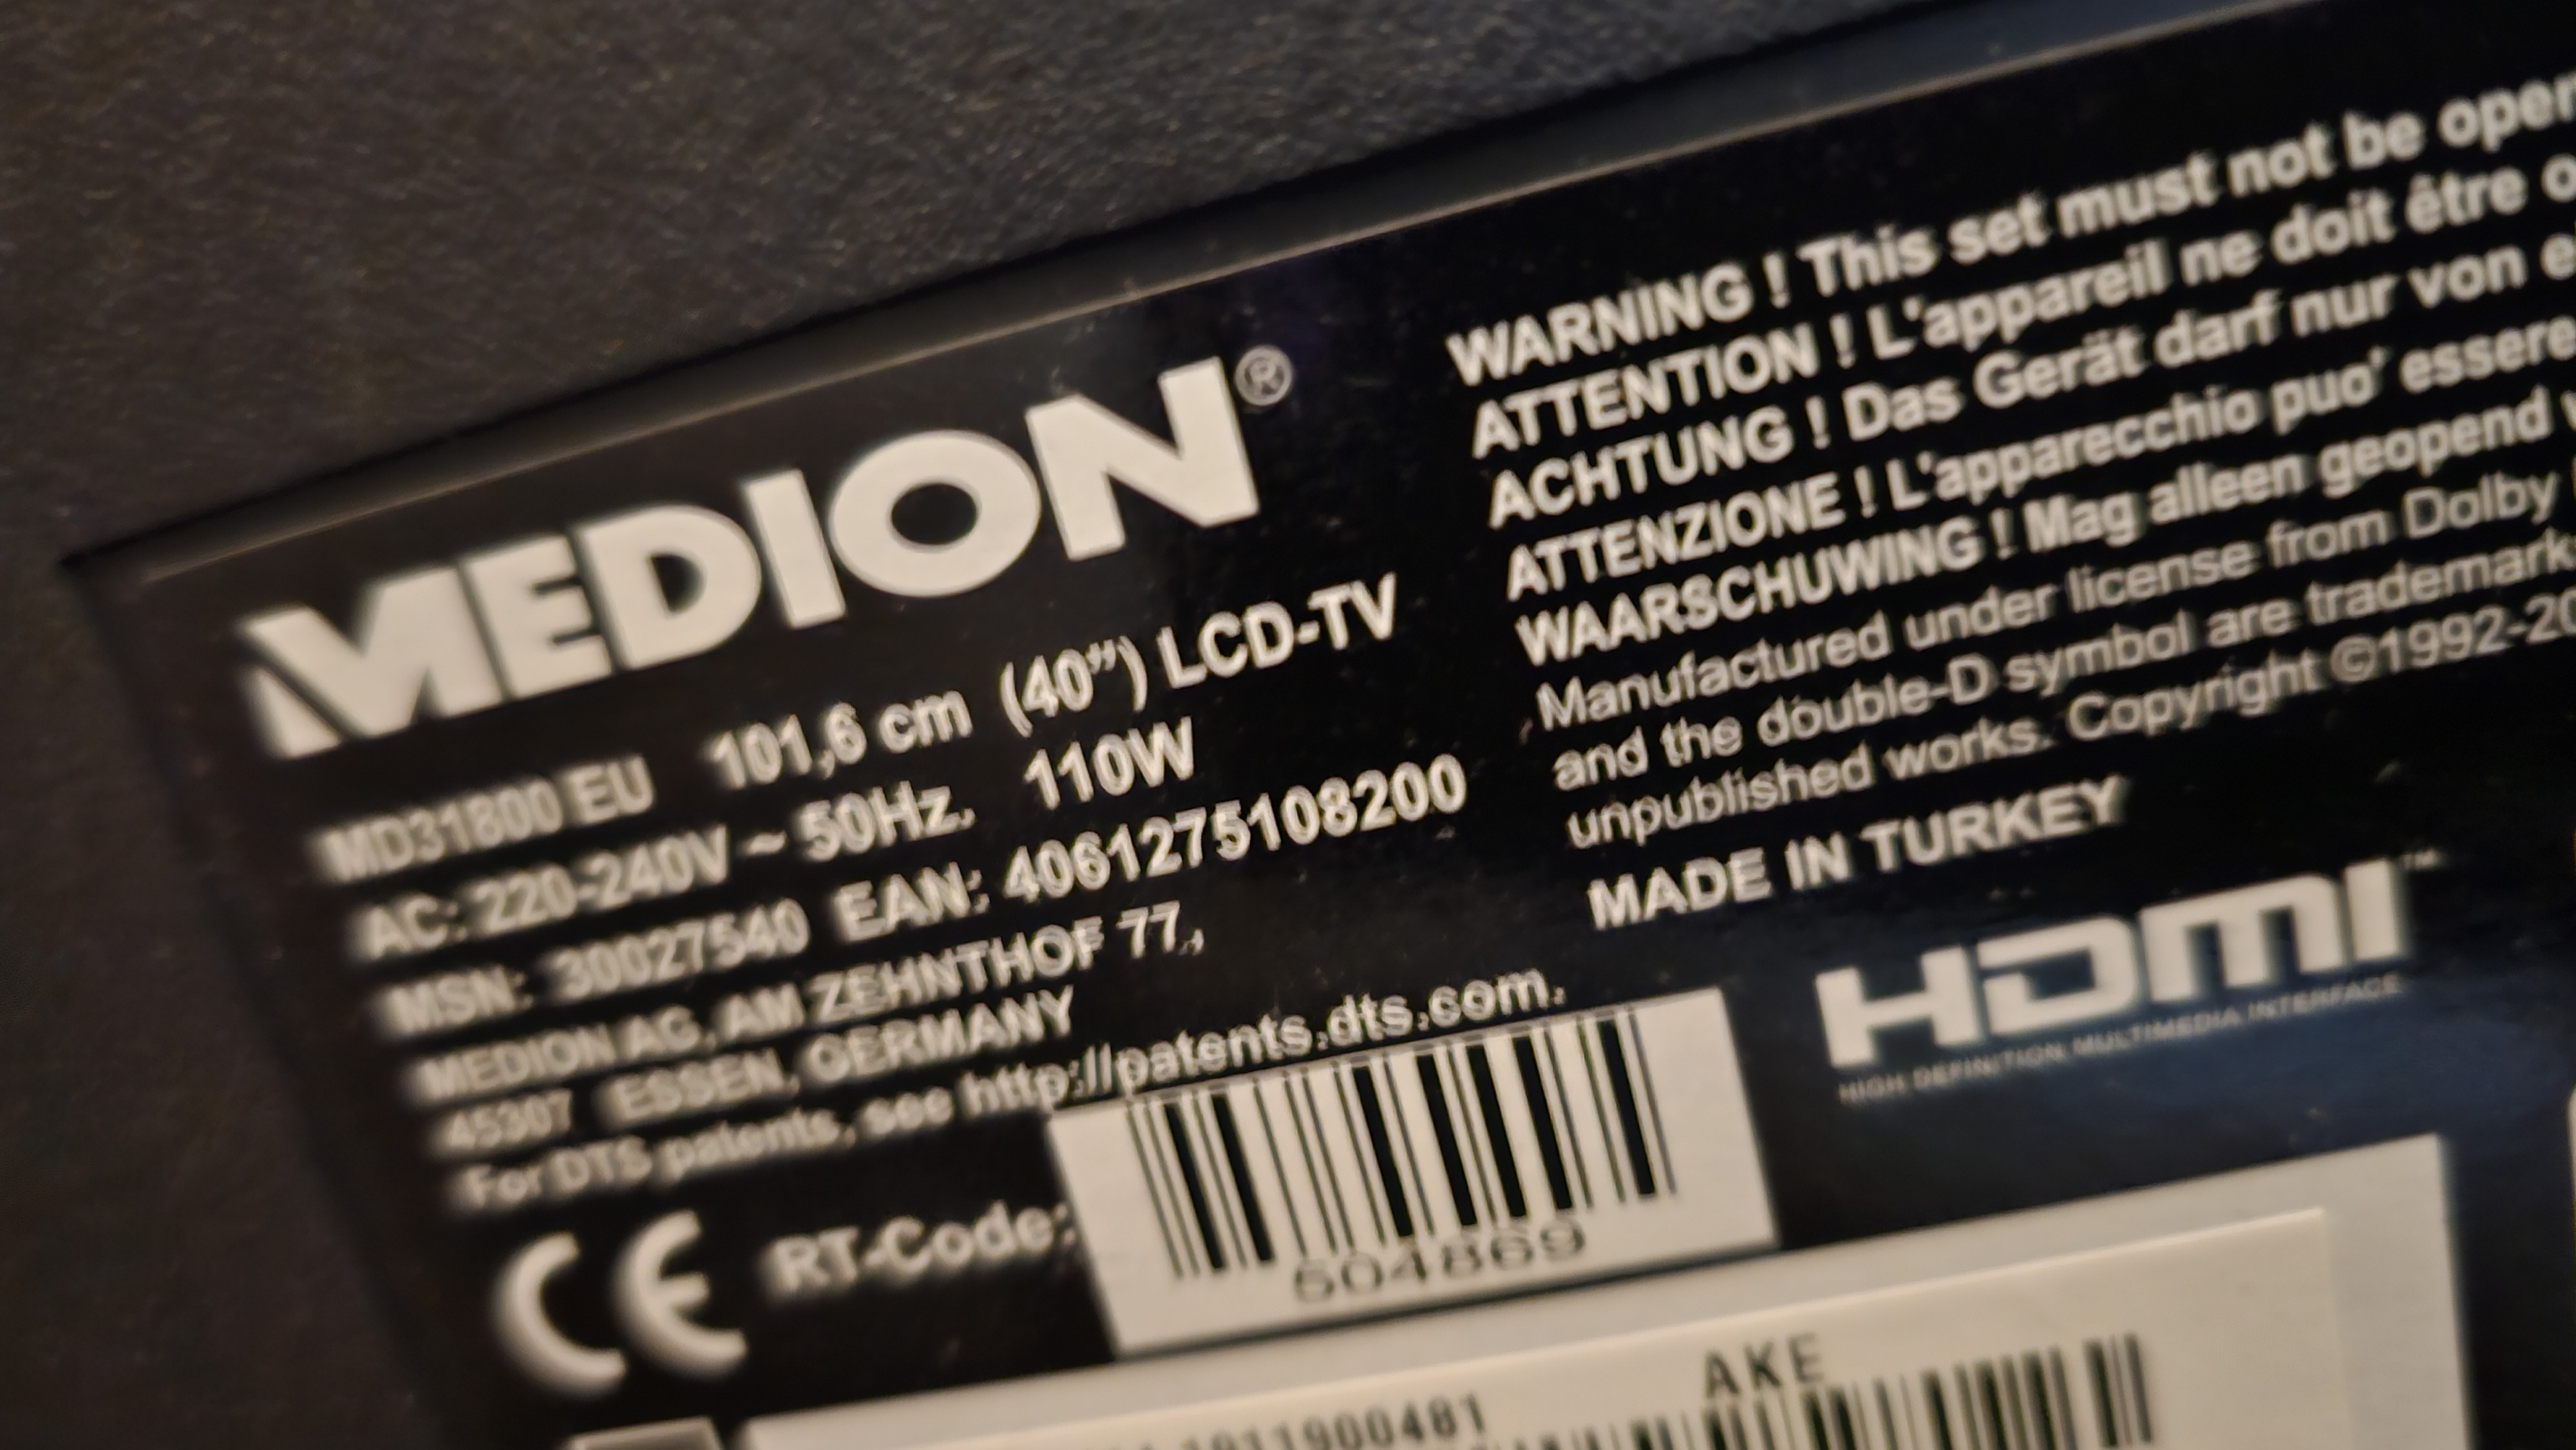 MEDION®
MD31800 EU 101,6 cm (40”) LCD-TV
AC: 220-240V ~ 50Hz. 110W
MSN: 30027540 EAN: 4061275108200
MEDION AG, AM ZEHNTHOF 77,
45307 ESSEN, GERMANY
For DTS patents, see http://patents.dts.com.
CE RT-Code:
504869
WARNING ! This set must not be
ATTENTION ! L'appareil ne doit être
ACHTUNG ! Das Gerät darf nur von
ATTENZIONE ! L'apparecchio puo' essere
WAARSCHUWING ! Mag alleen geopend
Manufactured under license from Dolby
and the double-D symbol are
unpublished works. Copyright ©1992-20
MADE IN TURKEY
HDMI™
HIGH DEFINITION MULTIMEDIA INTERFACE
AKE